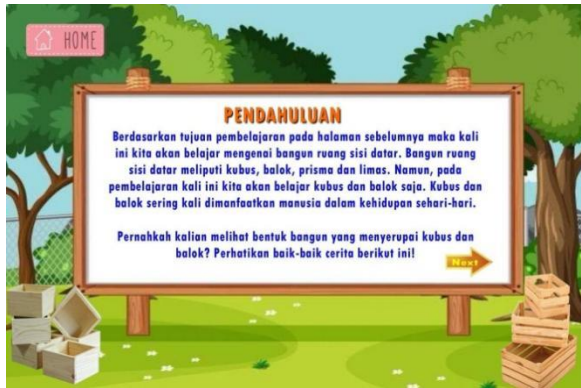 HOME
PENDAHULUAN
Berdasarkan tujuan pembelajaran pada halaman sebelumnya maka kali
ini kita akan belajar mengenai bangun ruang sisi datar. Bangun ruang
sisi datar meliputi kubus, balok, prisma dan limas. Namun, pada
pembelajaran kali ini kita akan belajar kubus dan balok saja. Kubus dan
balok sering kali dimanfaatkan manusia dalam kehidupan sehari-hari.
Pernahkah kalian melihat bentuk bangun yang menyerupai kubus dan
balok? Perhatikan baik-baik cerita berikut ini!
Next